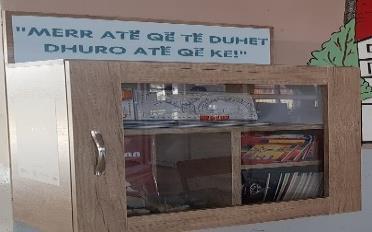 "MERR ATË QË TË DUHET
DHURO ATË QË KE!"